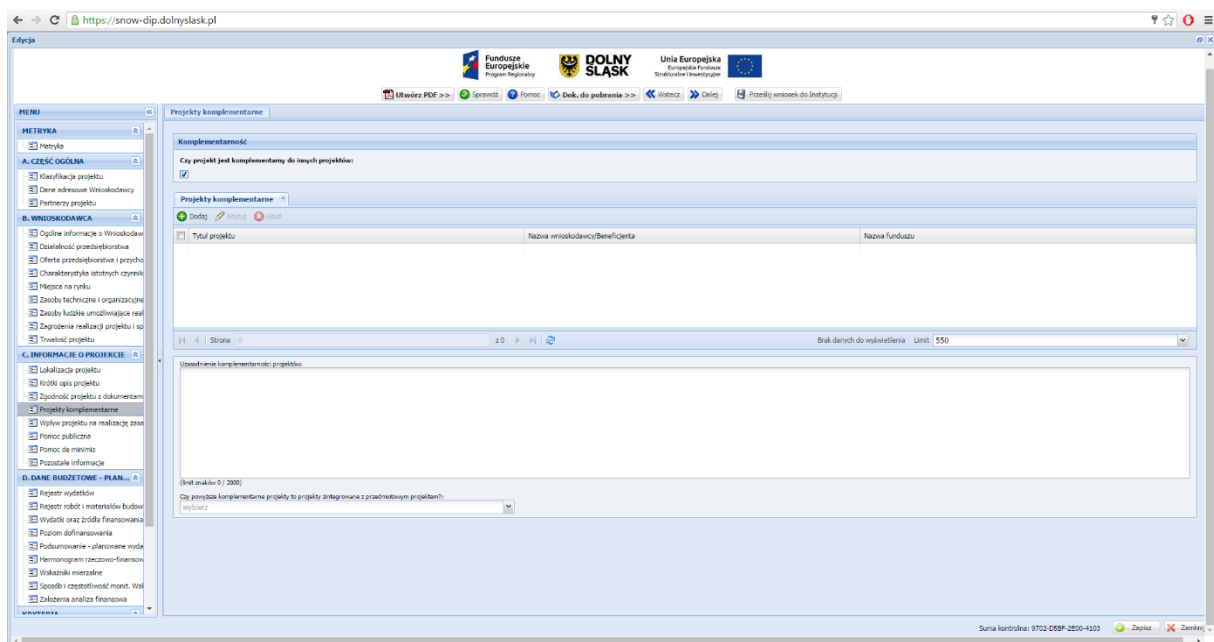 https://snow-dip.dolnyslask.pl
Edycja
Fundusze
Europejskie
Program Regionalny
DOLNY
ŚLĄSK
Unia Europejska
Europejskie Fundusze
Strukturalne i Inwestycyjne
Utwórz PDF >> Sprawdź Pomoc Dok. do pobrania >> Wstecz Dalej Prześlij wniosek do Instytucji
MENU
Projekty komplementarne
METRYKA
Metryka
A. CZĘŚĆ OGÓLNA
Klasyfikacja projektu
Dane adresowe Wnioskodawcy
Partnerzy projektu
B. WNIOSKODAWCA
Ogólne informacje o Wnioskodaw
Działalność przedsiębiorstwa
Oferta przedsiębiorstwa i przycho
Charakterystyka istotnych czynnik
Miejsce na rynku
Zasoby techniczne i organizacyjne
Zasoby ludzkie umożliwiające real
Zagrożenia realizacji projektu i sp
Trwałość projektu
C. INFORMACJE O PROJEKCIE
Lokalizacja projektu
Krótki opis projektu
Zgodność projektu z dokumentam
Projekty komplementarne
Wpływ projektu na realizację zasa
Pomoc publiczna
Pomoc de minimis
Pozostałe informacje
D. DANE BUDŻETOWE - PLAN...
Rejestr wydatków
Rejestr robót i materiałów budow
Wydatki oraz źródła finansowania
Poziom dofinansowania
Podsumowanie - planowane wyda
Harmonogram rzeczowo-finansow
Wskaźniki mierzalne
Sposób i częstotliwość monit. Wsk
Założenia analiza finansowa
KRYTERIA
Komplementarność
Czy projekt jest komplementarny do innych projektów:
Projekty komplementarne
Dodaj Edytuj Usuń
Tytuł projektu Nazwa wnioskodawcy/Beneficjenta Nazwa funduszu
Strona 0 z 0 Brak danych do wyświetlenia Limit 550
Uzasadnienie komplementarności projektów:
(limit znaków 0 / 2000)
Czy powyższe komplementarne projekty to projekty zintegrowane z przedmiotowym projektem?:
wybierz
Suma kontrolna: 9702-D5BF-2E00-4103 Zapisz Zamknij